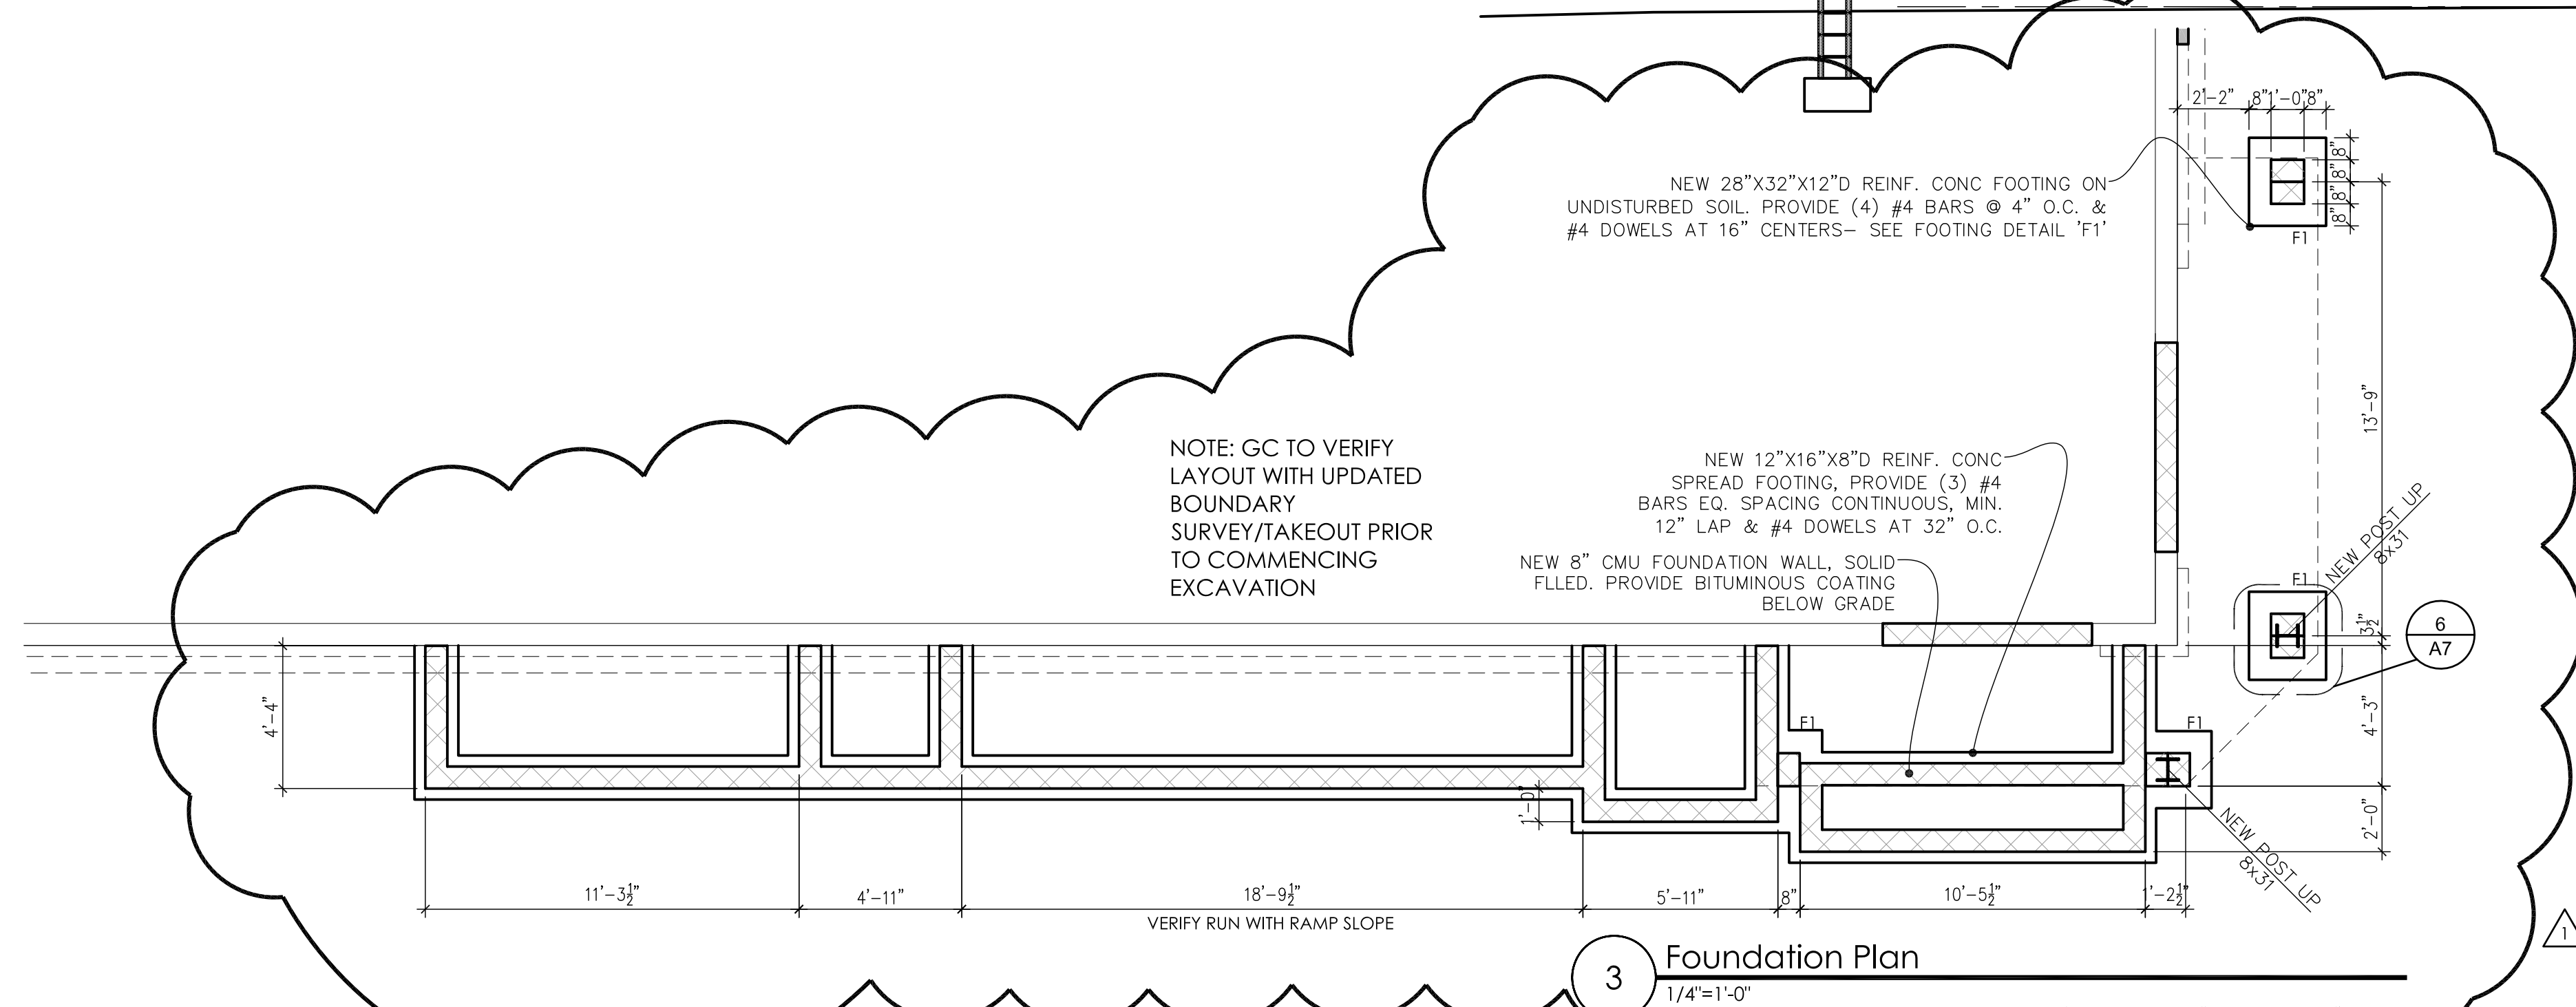 2'-2" 8" 1'-0" 8"
8"
8"
8"
8"
F1
NEW 28"X32"X12"D REINF. CONC FOOTING ON
UNDISTURBED SOIL. PROVIDE (4) #4 BARS @ 4" O.C. &
#4 DOWELS AT 16" CENTERS- SEE FOOTING DETAIL 'F1'
13'-9"
NOTE: GC TO VERIFY
LAYOUT WITH UPDATED
BOUNDARY
SURVEY/TAKEOUT PRIOR
TO COMMENCING
EXCAVATION
NEW 12"X16"X8"D REINF. CONC
SPREAD FOOTING, PROVIDE (3) #4
BARS EQ. SPACING CONTINUOUS, MIN.
12" LAP & #4 DOWELS AT 32" O.C.
NEW 8" CMU FOUNDATION WALL, SOLID
FLLED. PROVIDE BITUMINOUS COATING
BELOW GRADE
NEW POST UP
8x31
F1
3½"
6
A7
4'-4"
F1
F1
4'-3"
1'-0"
2'-0"
NEW POST UP
8x31
11'-3½" 4'-11" 18'-9½" 5'-11" 8" 10'-5½" 1'-2½"
VERIFY RUN WITH RAMP SLOPE
1
3
Foundation Plan
1/4"=1'-0"